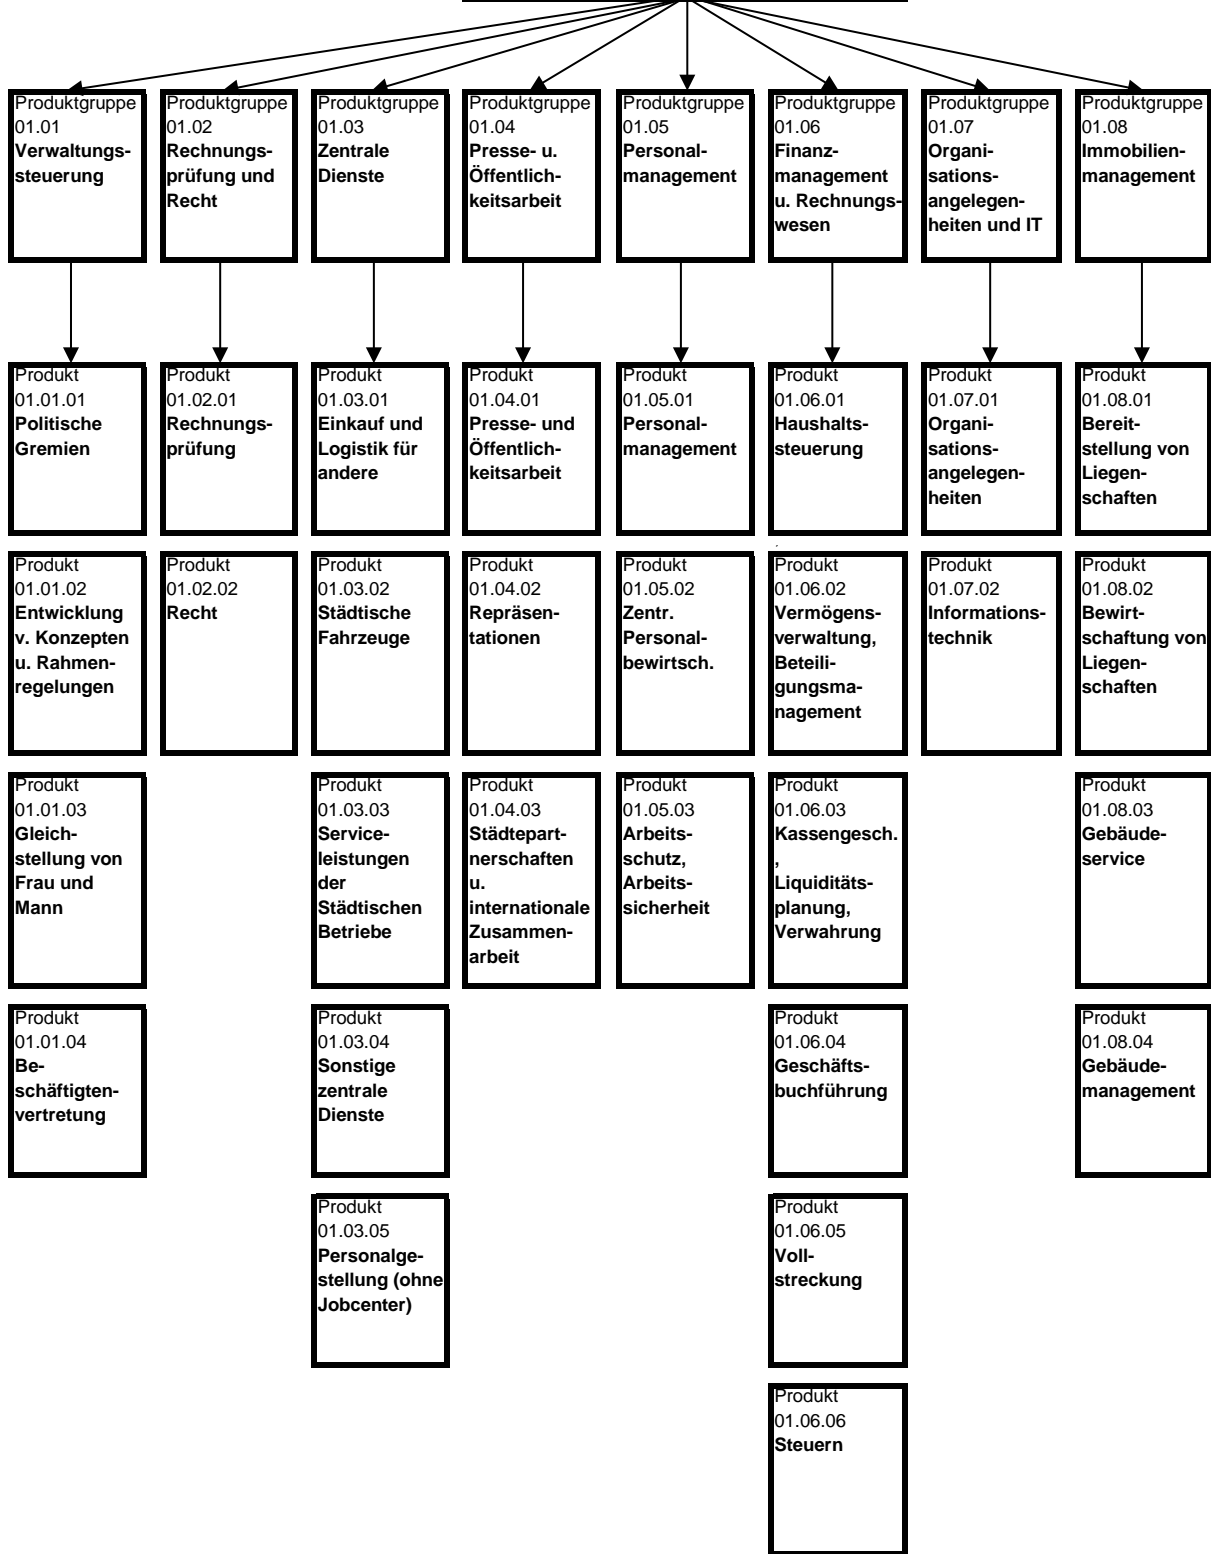 Produktgruppe
01.01
Verwaltungs-
steuerung
Produktgruppe
01.02
Rechnungs-
prüfung und
Recht
Produktgruppe
01.03
Zentrale
Dienste
Produktgruppe
01.04
Presse- u.
Öffentlich-
keitsarbeit
Produktgruppe
01.05
Personal-
management
Produktgruppe
01.06
Finanz-
management
u. Rechnungs-
wesen
Produktgruppe
01.07
Organi-
sations-
angelegen-
heiten und IT
Produktgruppe
01.08
Immobilien-
management
Produkt
01.01.01
Politische
Gremien
Produkt
01.02.01
Rechnungs-
prüfung
Produkt
01.03.01
Einkauf und
Logistik für
andere
Produkt
01.04.01
Presse- und
Öffentlich-
keitsarbeit
Produkt
01.05.01
Personal-
management
Produkt
01.06.01
Haushalts-
steuerung
Produkt
01.07.01
Organi-
sations-
angelegen-
heiten
Produkt
01.08.01
Bereit-
stellung von
Liegen-
schaften
Produkt
01.01.02
Entwicklung
v. Konzepten
u. Rahmen-
regelungen
Produkt
01.02.02
Recht
Produkt
01.03.02
Städtische
Fahrzeuge
Produkt
01.04.02
Repräsen-
tationen
Produkt
01.05.02
Zentr.
Personal-
bewirtsch.
Produkt
01.06.02
Vermögens-
verwaltung,
Beteili-
gungsma-
nagement
Produkt
01.07.02
Informations-
technik
Produkt
01.08.02
Bewirt-
schaftung von
Liegen-
schaften
Produkt
01.01.03
Gleich-
stellung von
Frau und
Mann
Produkt
01.03.03
Service-
leistungen
der
Städtischen
Betriebe
Produkt
01.04.03
Städtepart-
nerschaften
u.
internationale
Zusammen-
arbeit
Produkt
01.05.03
Arbeits-
schutz,
Arbeits-
sicherheit
Produkt
01.06.03
Kassengesch.
,
Liquiditäts-
planung,
Verwahrung
Produkt
01.08.03
Gebäude-
service
Produkt
01.01.04
Be-
schäftigten-
vertretung
Produkt
01.03.04
Sonstige
zentrale
Dienste
Produkt
01.06.04
Geschäfts-
buchführung
Produkt
01.08.04
Gebäude-
management
Produkt
01.03.05
Personalge-
stellung (ohne
Jobcenter)
Produkt
01.06.05
Voll-
streckung
Produkt
01.06.06
Steuern